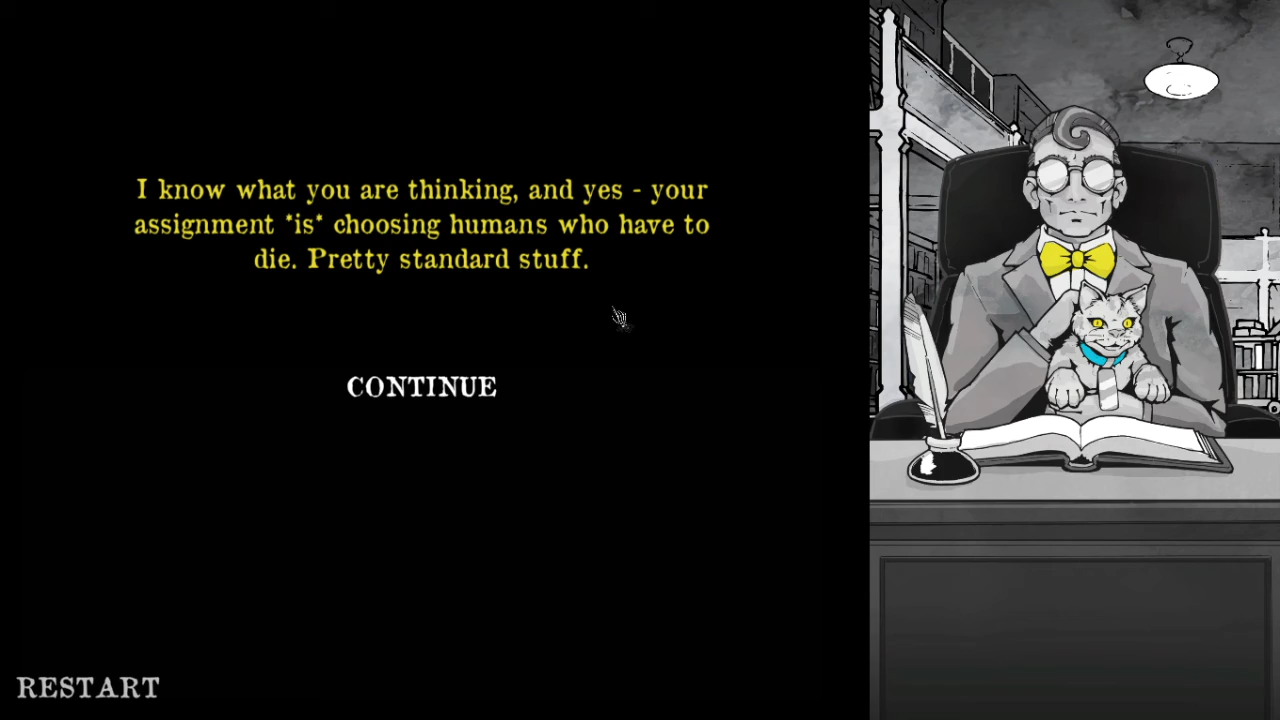 I know what you are thinking, and yes - your
assignment *is* choosing humans who have to
die. Pretty standard stuff.
CONTINUE
RESTART